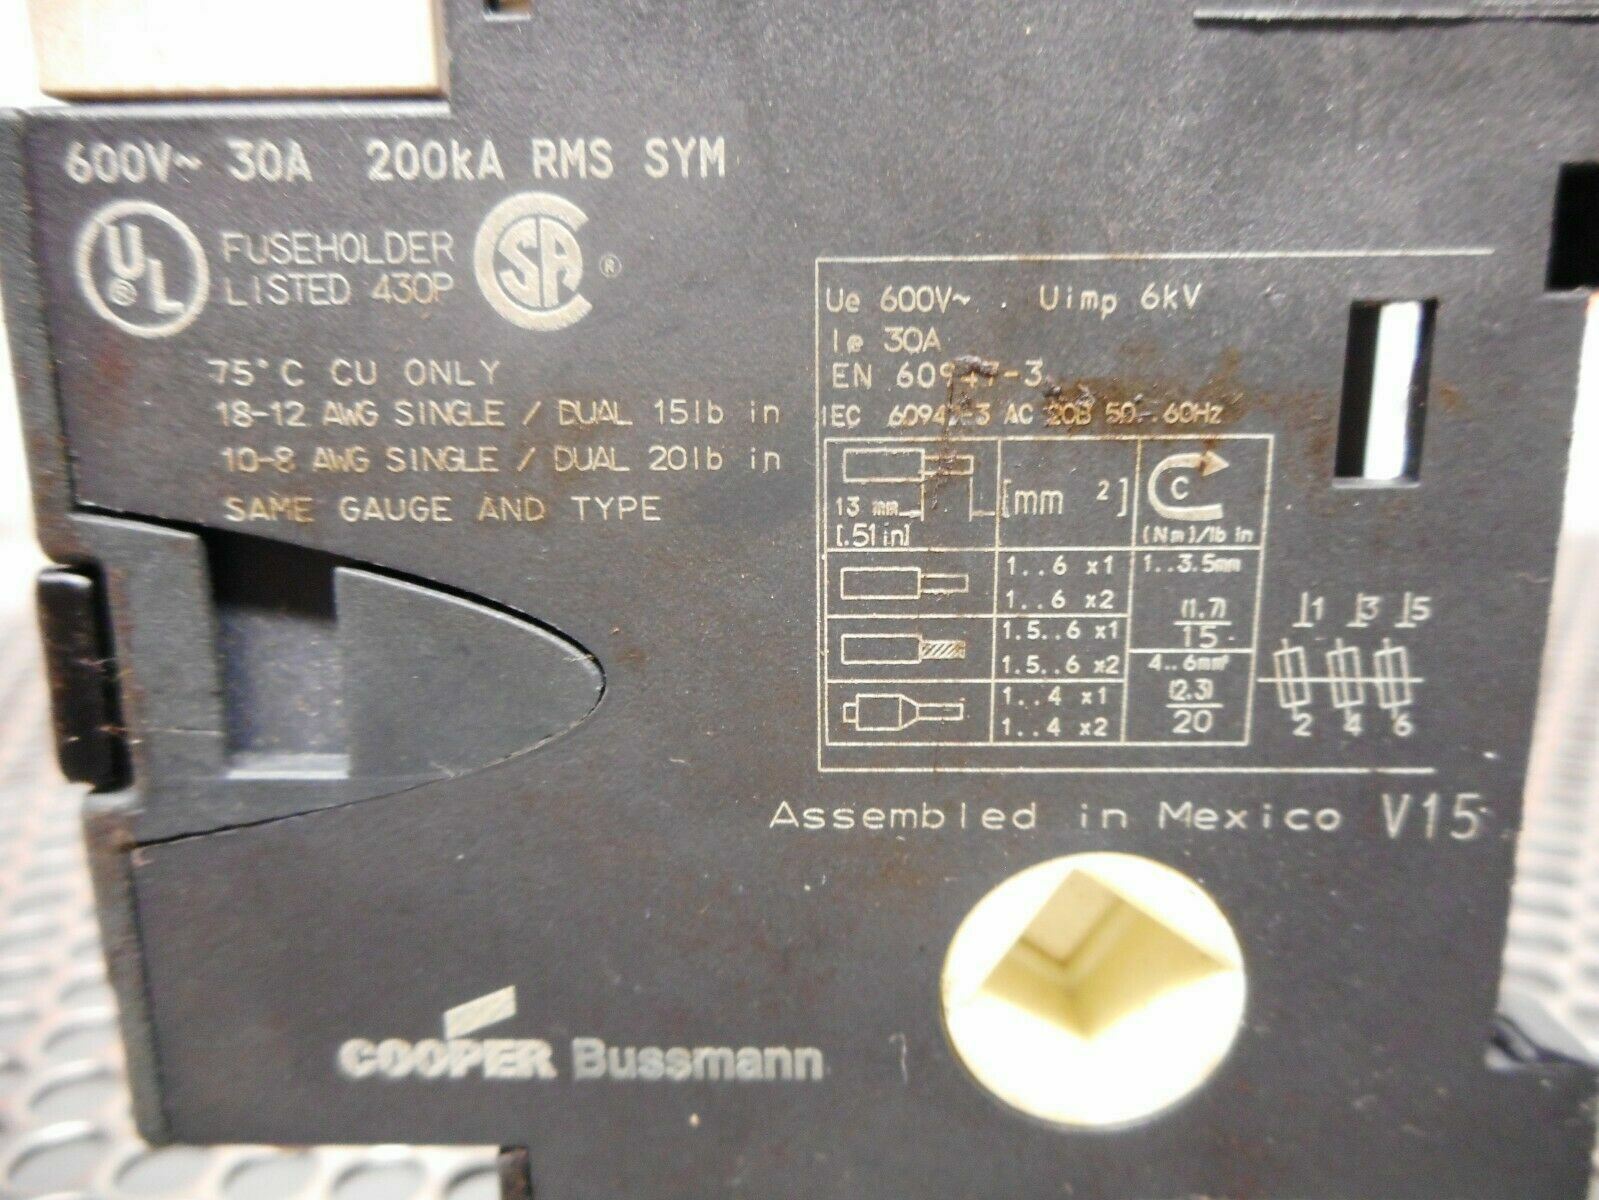 600V~ 30A 200kA RMS SYM
UL ®
FUSEHOLDER
LISTED 430P
CSA ®
75°C CU ONLY
18-12 AWG SINGLE / DUAL 15lb in
10-8 AWG SINGLE / DUAL 20lb in
SAME GAUGE AND TYPE
Ue 600V~ . Uimp 6kV
Ie 30A
EN 60947-3
IEC 60947-3 AC 20B 50..60Hz
13 mm
[.51in]
[mm ²]
C
(Nm)/lb in
1..6 x1
1..6 x2
1..3.5mm
(1.7)
15
1.5..6 x1
1.5..6 x2
4..6mm²
(2.3)
20
1..4 x1
1..4 x2
1 3 5
2 4 6
Assembled in Mexico V15
COOPER Bussmann